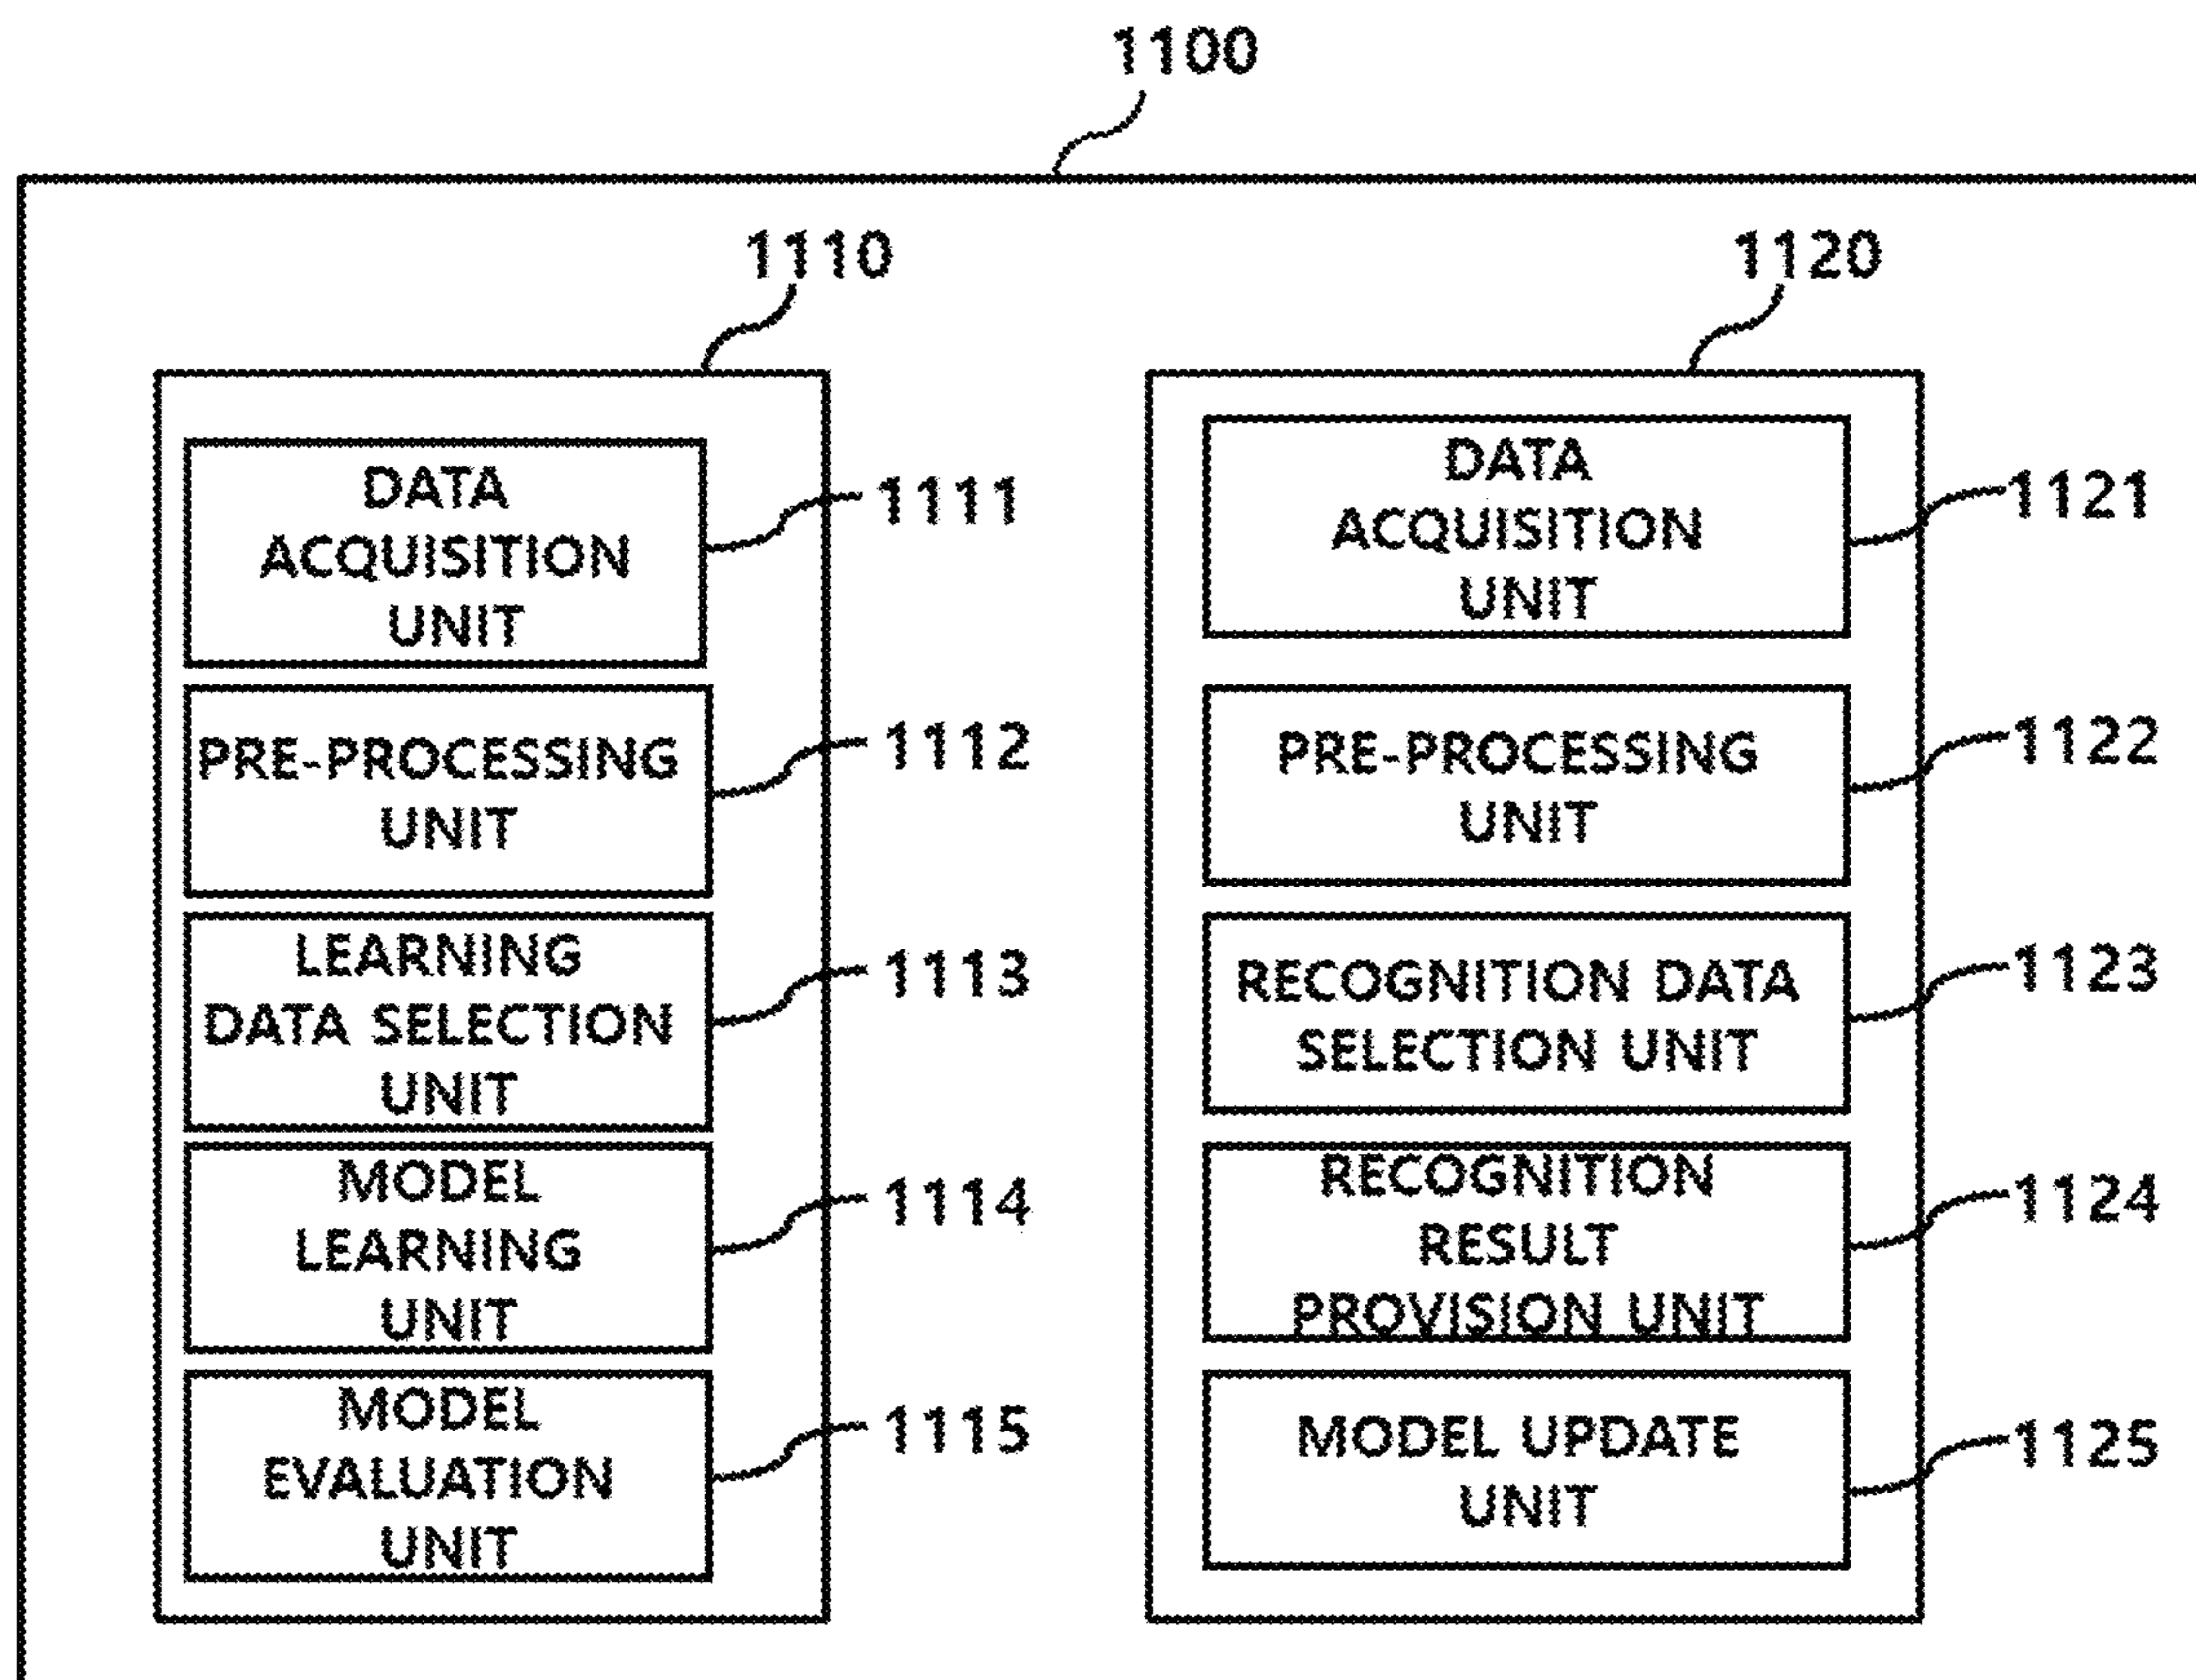 1100
1110
DATA
ACQUISITION
UNIT
1111
PRE-PROCESSING
UNIT
1112
LEARNING
DATA SELECTION
UNIT
1113
MODEL
LEARNING
UNIT
1114
MODEL
EVALUATION
UNIT
1115
1120
DATA
ACQUISITION
UNIT
1121
PRE-PROCESSING
UNIT
1122
RECOGNITION DATA
SELECTION UNIT
1123
RECOGNITION
RESULT
PROVISION UNIT
1124
MODEL UPDATE
UNIT
1125